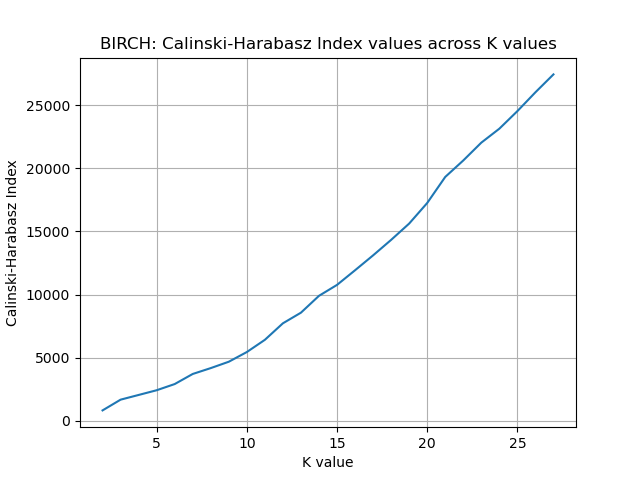 BIRCH: Calinski-Harabasz Index values across K values
Calinski-Harabasz Index
25000
20000
15000
10000
5000
0
5 10 15 20 25
K value